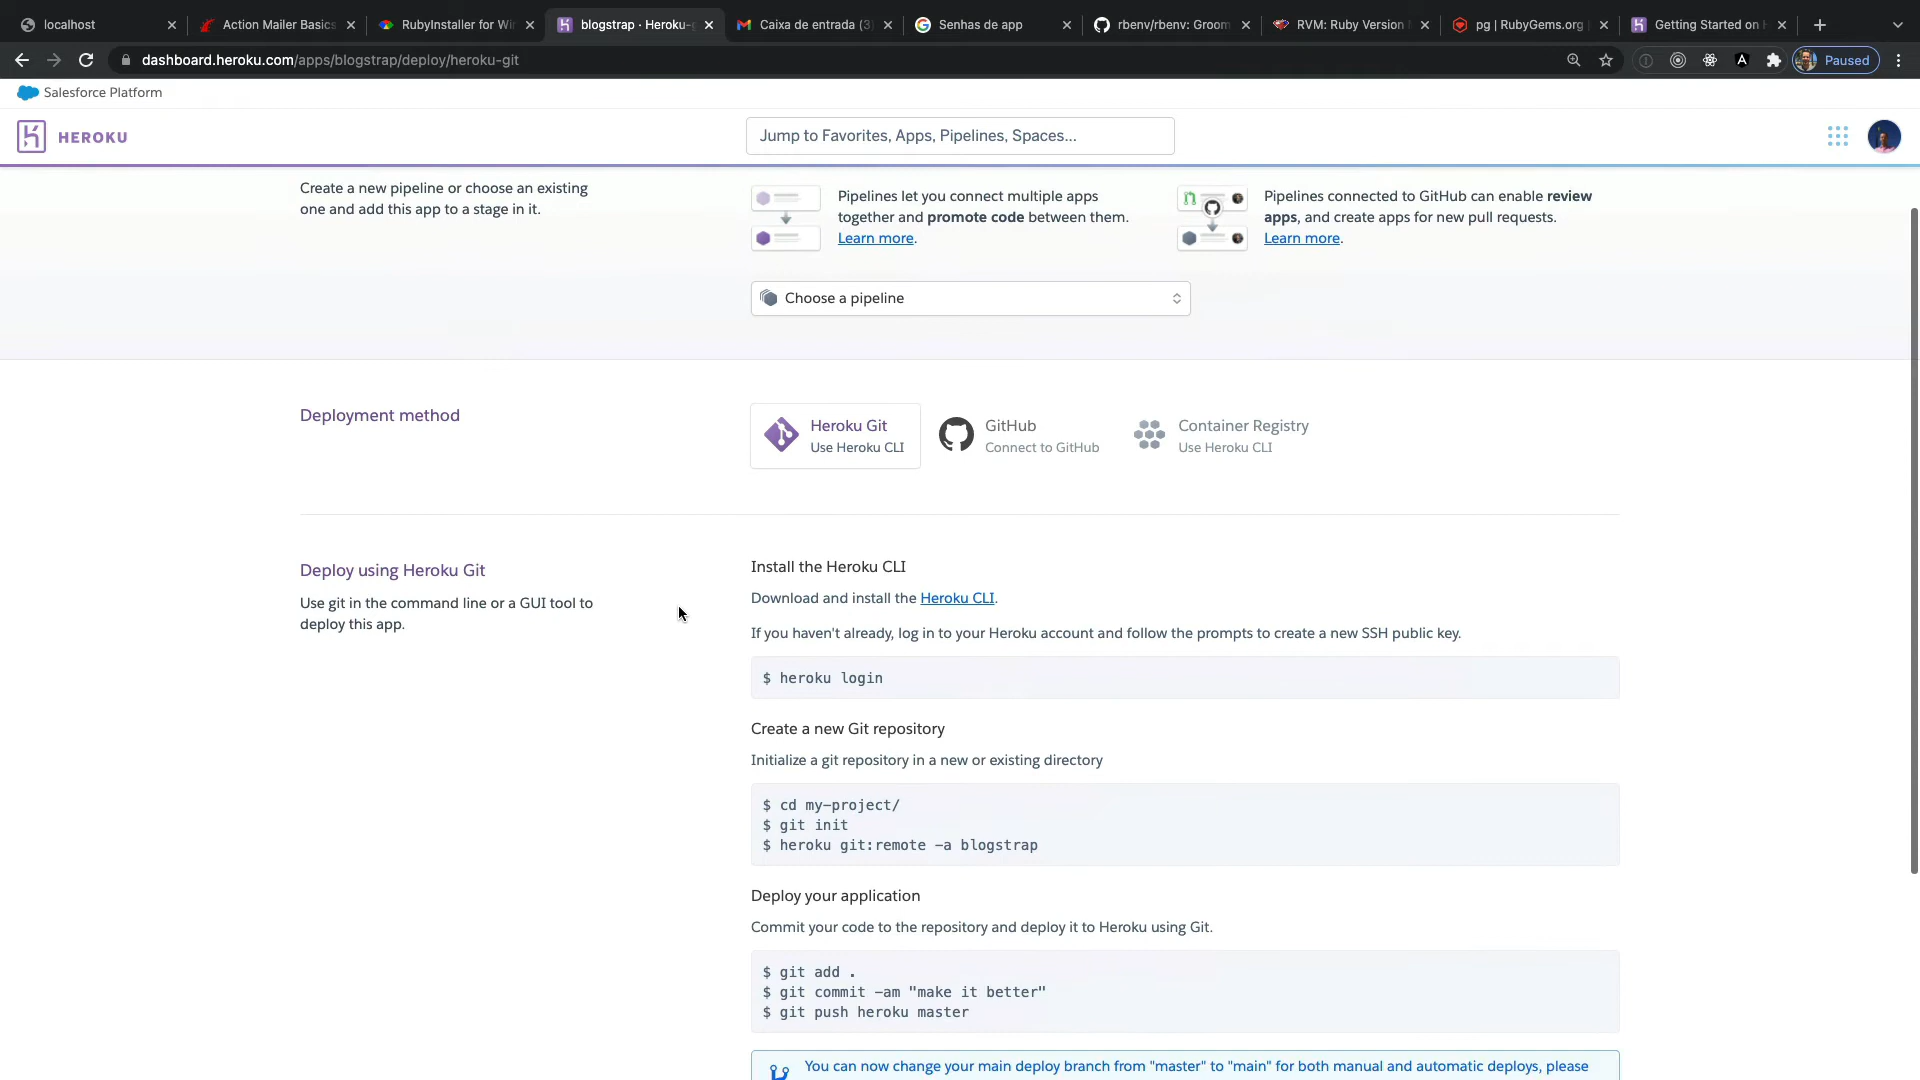 localhost
Action Mailer Basics
RubyInstaller for Wi
blogstrap · Heroku-g
Caixa de entrada (3)
Senhas de app
rbenv/rbenv: Groom
RVM: Ruby Version
pg | RubyGems.org
Getting Started on H
dashboard.heroku.com/apps/blogstrap/deploy/heroku-git
Paused
Salesforce Platform
HEROKU
Jump to Favorites, Apps, Pipelines, Spaces...
Create a new pipeline or choose an existing
one and add this app to a stage in it.
Pipelines let you connect multiple apps
together and promote code between them.
Learn more.
Pipelines connected to GitHub can enable review
apps, and create apps for new pull requests.
Learn more.
Choose a pipeline
Deployment method
Heroku Git
Use Heroku CLI
GitHub
Connect to GitHub
Container Registry
Use Heroku CLI
Deploy using Heroku Git
Use git in the command line or a GUI tool to
deploy this app.
Install the Heroku CLI
Download and install the Heroku CLI.
If you haven't already, log in to your Heroku account and follow the prompts to create a new SSH public key.
$ heroku login
Create a new Git repository
Initialize a git repository in a new or existing directory
$ cd my-project/
$ git init
$ heroku git:remote -a blogstrap
Deploy your application
Commit your code to the repository and deploy it to Heroku using Git.
$ git add .
$ git commit -am "make it better"
$ git push heroku master
You can now change your main deploy branch from "master" to "main" for both manual and automatic deploys, please